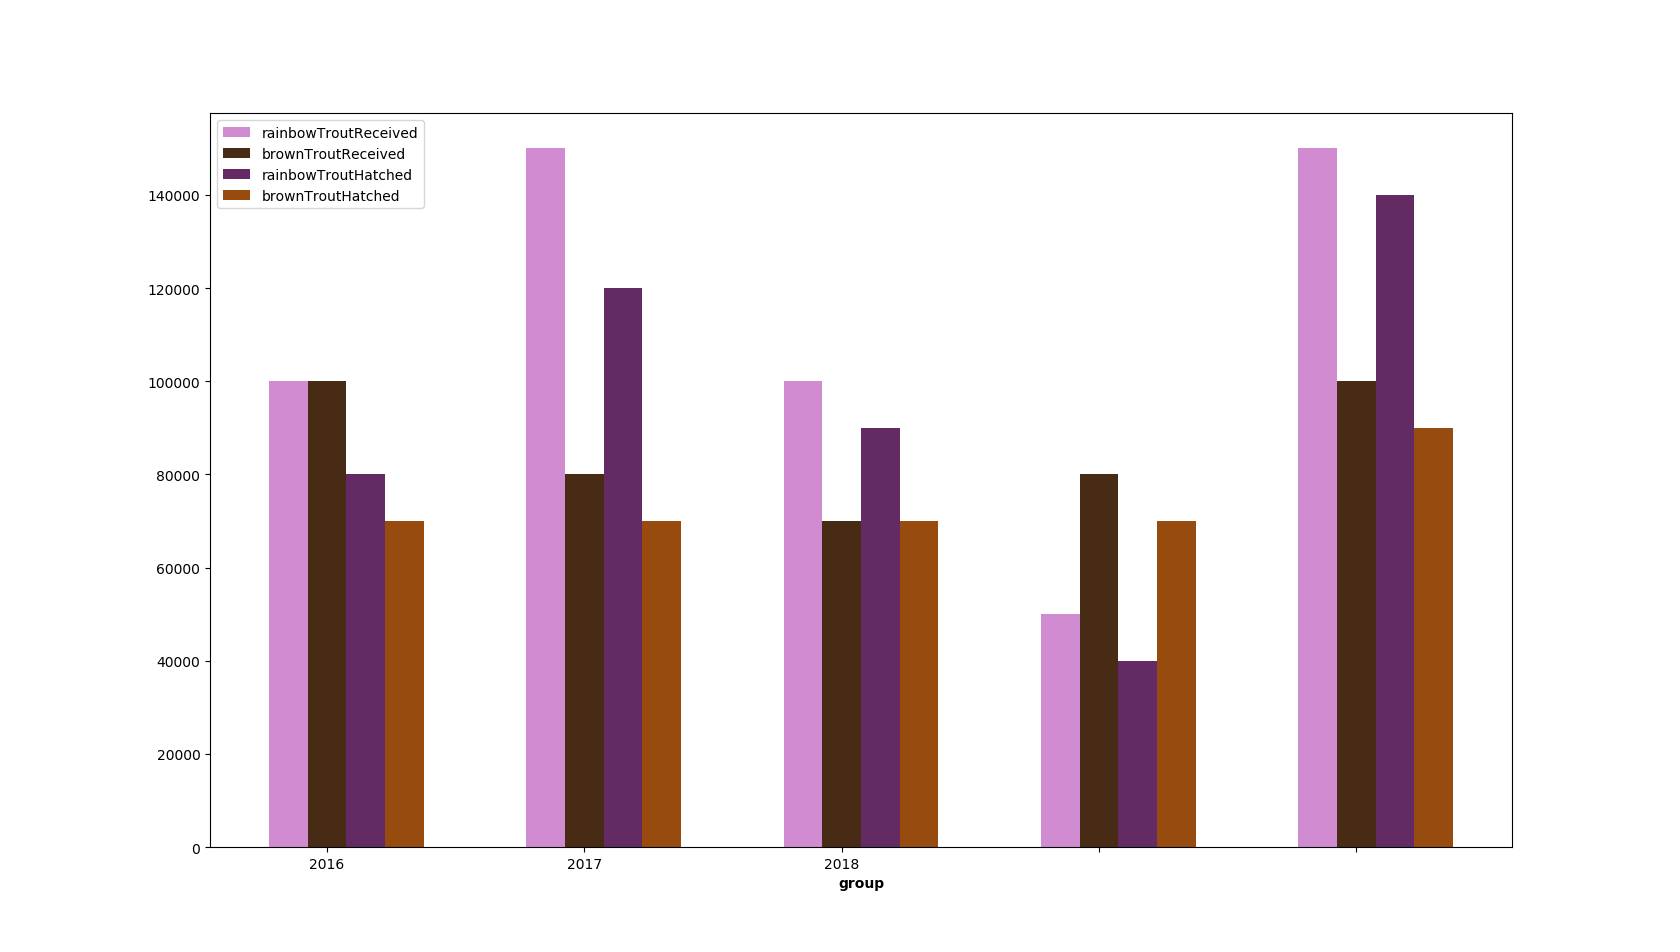 rainbowTroutReceived
brownTroutReceived
rainbowTroutHatched
brownTroutHatched
140000
120000
100000
80000
60000
40000
20000
0
2016 2017 2018
group